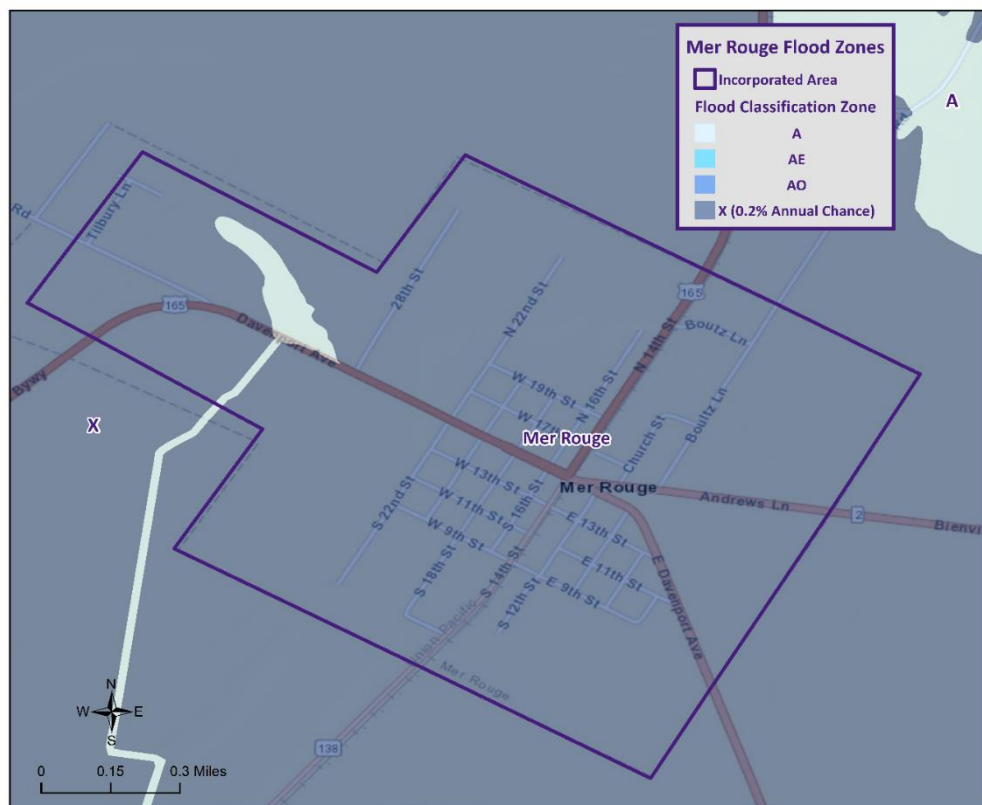 Mer Rouge Flood Zones
Incorporated Area
Flood Classification Zone
A
AE
AO
X (0.2% Annual Chance)
A
Rd
Tilbury Ln
165
Bywy
Davenport Ave
28th St
N 22nd St
165
N 14th St
Boutz Ln
N 16th St
W 19th St
W 17th
Church St
Boultz Ln
X
Mer Rouge
Mer Rouge
W 13th St
S 16th St
W 11th St
S 22nd St
W 9th St
S 18th St
S 14th St
E 13th St
E 11th St
E 9th St
S 12th St
Andrews Ln
2
E Davenport Ave
Pacific
Mer Rouge
138
N
W
E
S
0
0.15
0.3 Miles